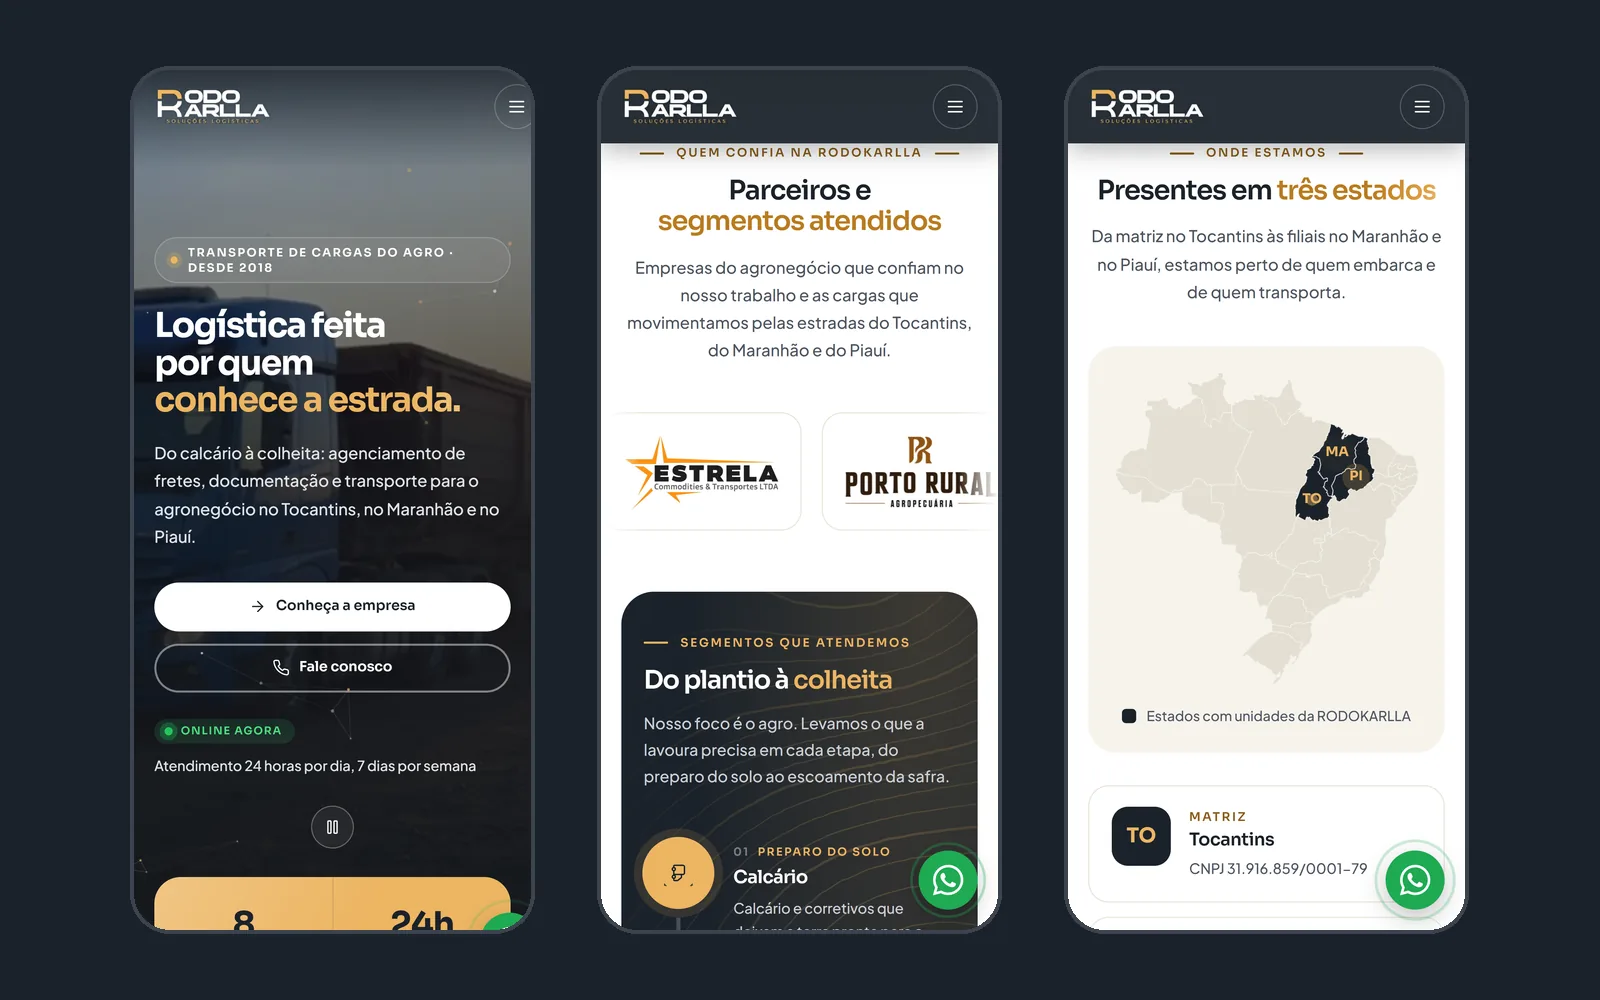 RODO
KARLLA
SOLUÇÕES LOGÍSTICAS
TRANSPORTE DE CARGAS DO AGRO ·
DESDE 2018
Logística feita
por quem
conhece a estrada.
Do calcário à colheita: agenciamento de
fretes, documentação e transporte para o
agronegócio no Tocantins, no Maranhão e no
Piauí.
Conheça a empresa
Fale conosco
ONLINE AGORA
Atendimento 24 horas por dia, 7 dias por semana
8
24h
RODO
KARLLA
SOLUÇÕES LOGÍSTICAS
QUEM CONFIA NA RODOKARLLA
Parceiros e
segmentos atendidos
Empresas do agronegócio que confiam no
nosso trabalho e as cargas que
movimentamos pelas estradas do Tocantins,
do Maranhão e do Piauí.
ESTRELA
Commodities & Transportes LTDA
PR
PORTO RURAL
AGROPECUÁRIA
SEGMENTOS QUE ATENDEMOS
Do plantio à colheita
Nosso foco é o agro. Levamos o que a
lavoura precisa em cada etapa, do
preparo do solo ao escoamento da safra.
01 PREPARO DO SOLO
Calcário
Calcário e corretivos que
RODO
KARLLA
SOLUÇÕES LOGÍSTICAS
ONDE ESTAMOS
Presentes em três estados
Da matriz no Tocantins às filiais no Maranhão e
no Piauí, estamos perto de quem embarca e
de quem transporta.
MA
PI
TO
Estados com unidades da RODOKARLLA
TO
MATRIZ
Tocantins
CNPJ 31.916.859/0001-79